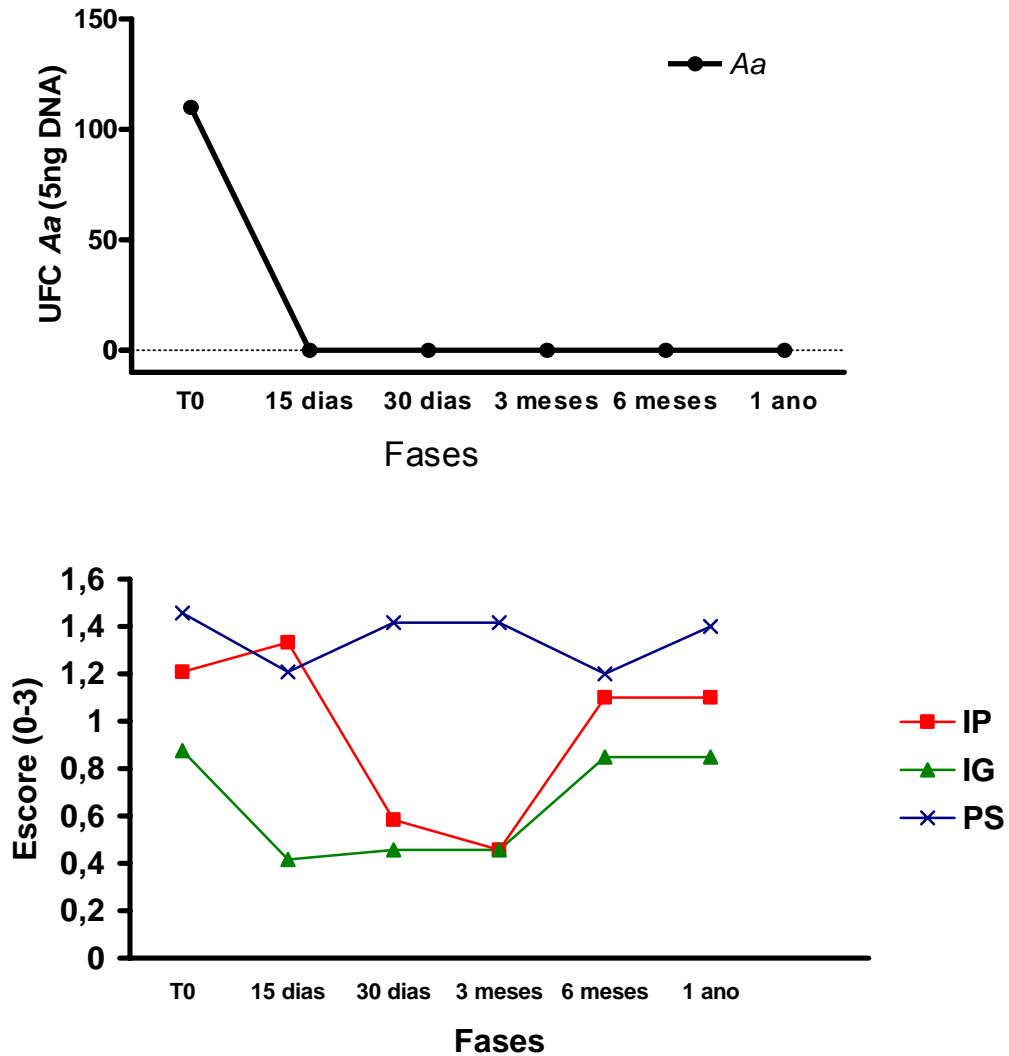 150
100
50
0
UFC Aa (5ng DNA)
Aa
T0 15 dias 30 dias 3 meses 6 meses 1 ano
Fases
1,6
1,4
1,2
1
0,8
0,6
0,4
0,2
0
Escore (0-3)
IP
IG
PS
T0 15 dias 30 dias 3 meses 6 meses 1 ano
Fases